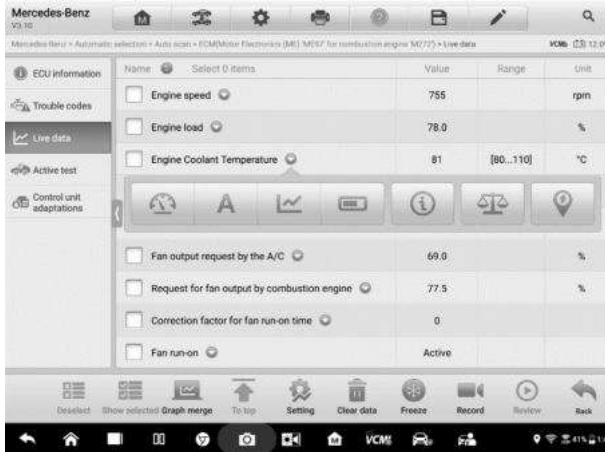 Mercedes-Benz
V3.10
Mercedes-Benz > Automatic selection > Auto scan > ECM(Motor Electronics (ME) 'ME97' for combustion engine 'M272') > Live data
VCMI
ECU information
Name Select 0 items Value Range Unit
Trouble codes
Engine speed 755 rpm
Live data
Engine load 78.0 %
Active test
Engine Coolant Temperature 81 [80...110] °C
Control unit
adaptations
A
Fan output request by the A/C 69.0 %
Request for fan output by combustion engine 77.5 %
Correction factor for fan run-on time 0
Fan run-on Active
Deselect Show selected Graph merge To top Setting Clear data Freeze Record Review Back
VCMI 41%